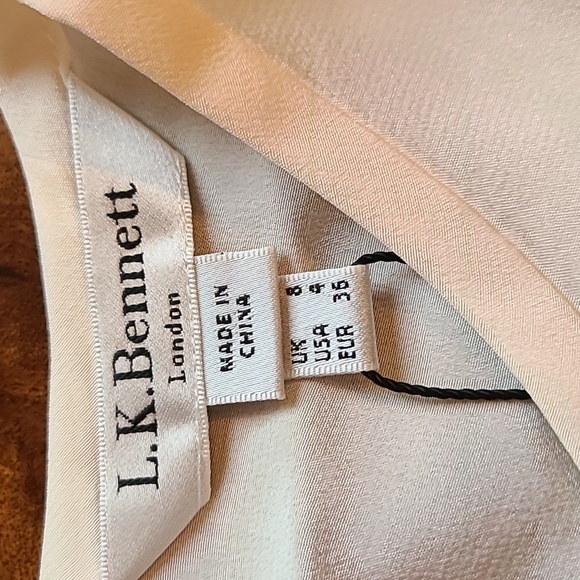 L.K.Bennett
London
MADE IN
CHINA
UK 8
USA 4
EUR 36